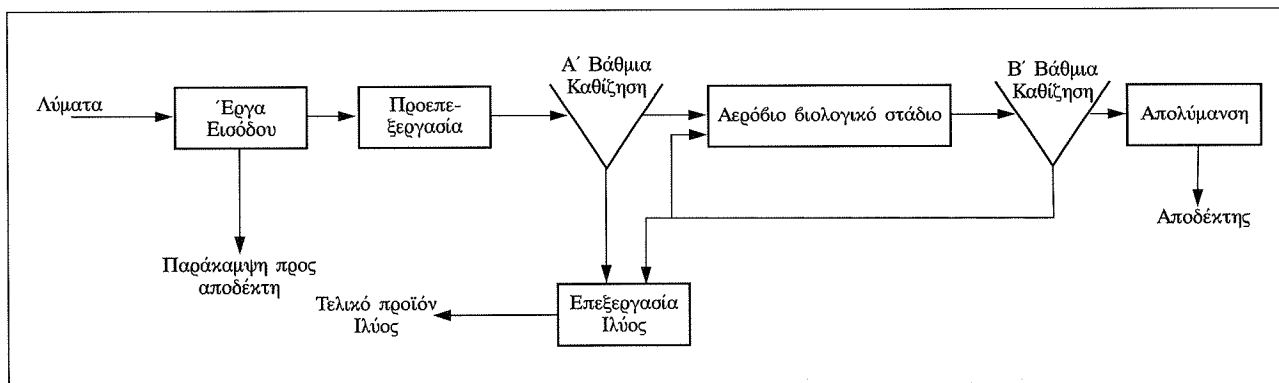 Λύματα
Έργα
Εισόδου
Προεπε-
ξεργασία
Α΄ Βάθμια
Καθίζηση
Αερόβιο βιολογικό στάδιο
Β΄ Βάθμια
Καθίζηση
Απολύμανση
Αποδέκτης
Παράκαμψη προς
αποδέκτη
Τελικό προϊόν
Ιλύος
Επεξεργασία
Ιλύος